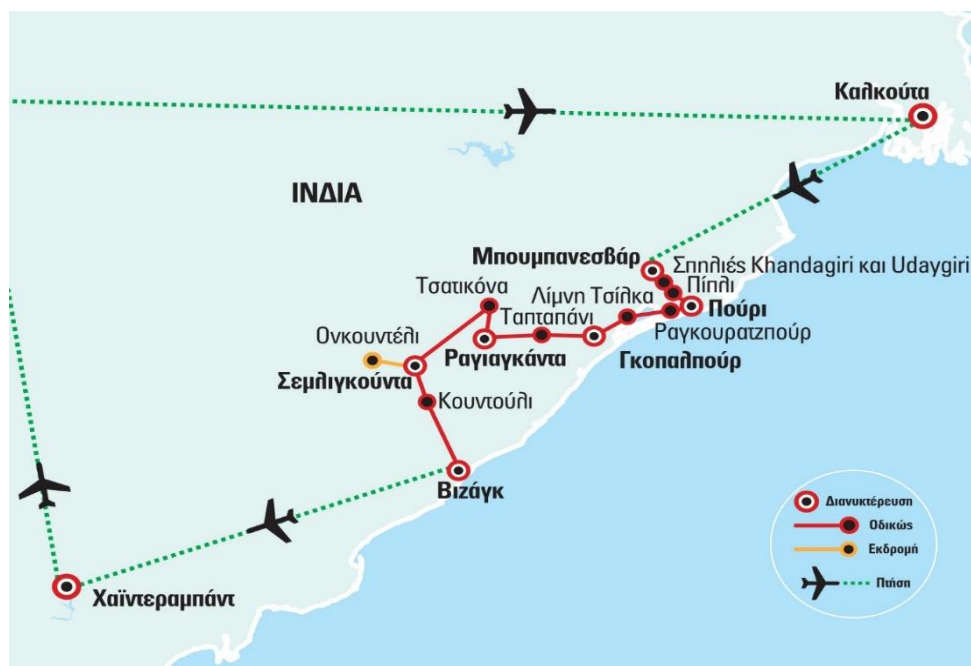 Καλκούτα
ΙΝΔΙΑ
Μπουμπανεσβάρ
Σπηλιές Khandagiri και Udaygiri
Τσατικόνα
Λίμνη Τσίλκα
Πίπλι
Πούρι
Ταπταπάνι
Ραγκουρατζπούρ
Ονκουντέλι
Ραγιαγκάντα
Γκοπαλπούρ
Σεμλιγκούντα
Κουντούλι
Βιζάγκ
Χαϊντεραμπάντ
Διανυκτέρευση
Οδικώς
Εκδρομή
Πτήση